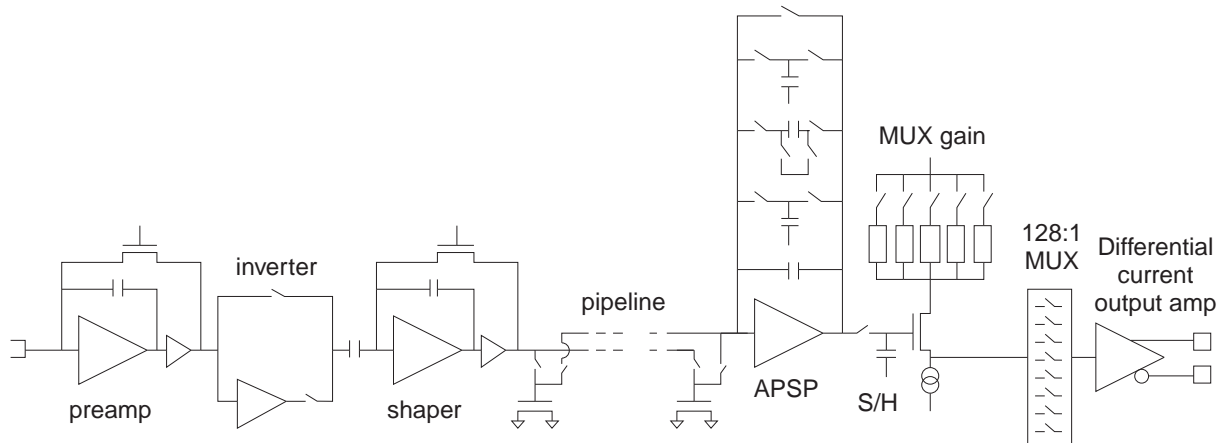 preamp
inverter
shaper
pipeline
APSP
S/H
MUX gain
128:1
MUX
Differential
current
output amp